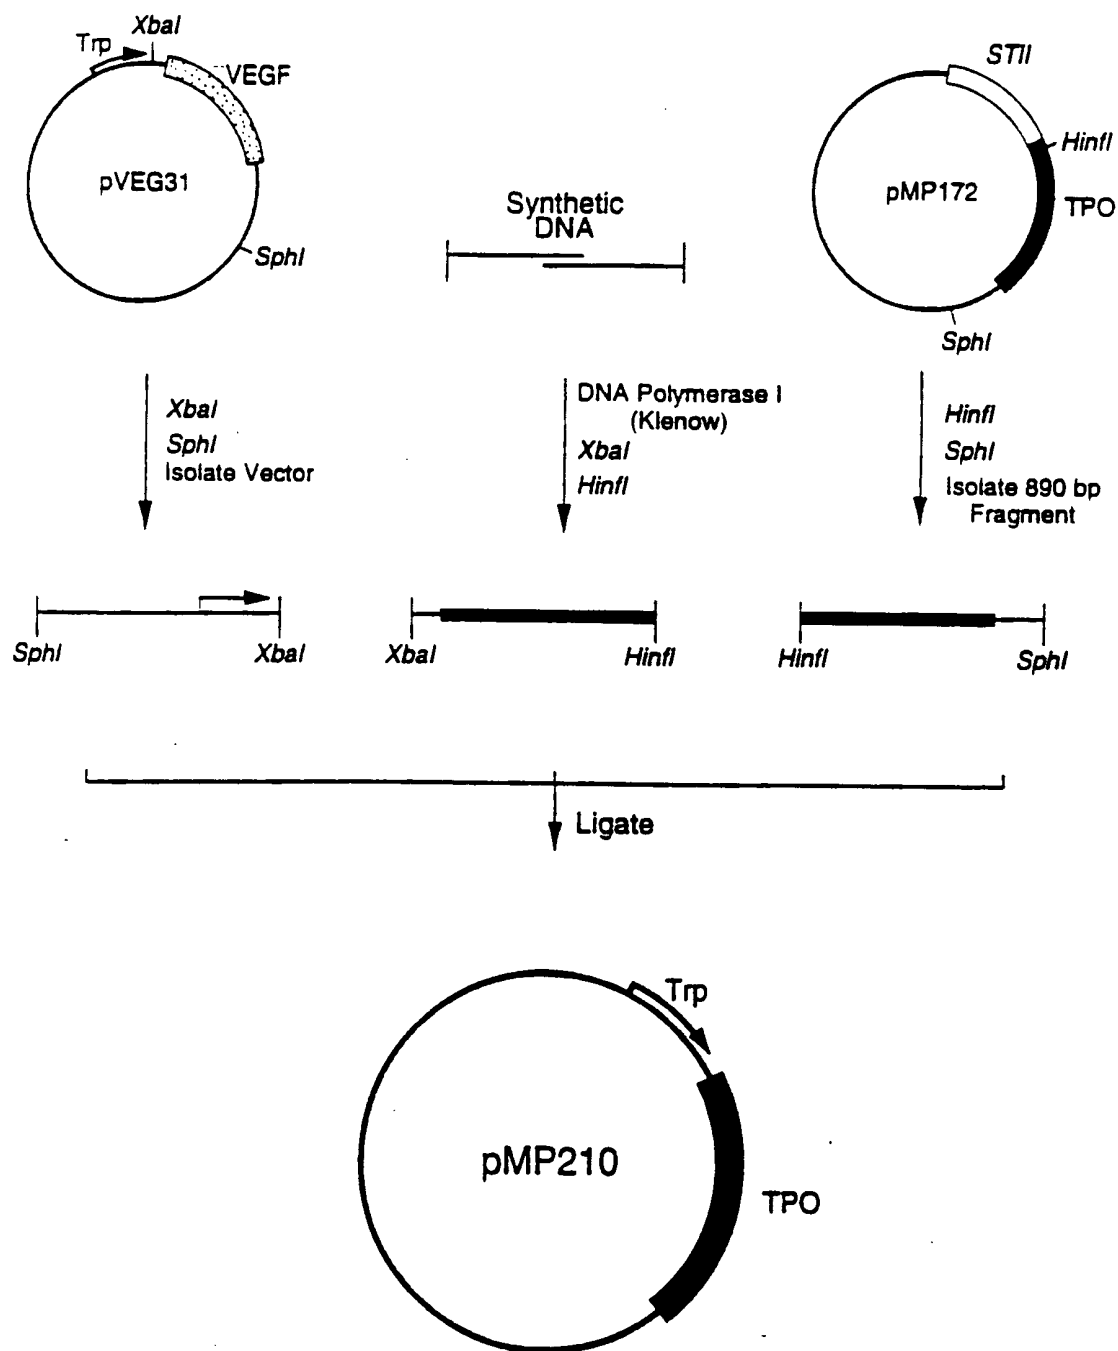 XbaI
Trp
VEGF
pVEG31
SphI
Synthetic
DNA
STII
HinfI
pMP172
TPO
SphI
XbaI
SphI
Isolate Vector
DNA Polymerase I
(Klenow)
XbaI
HinfI
HinfI
SphI
Isolate 890 bp
Fragment
SphI
XbaI
XbaI
HinfI
HinfI
SphI
Ligate
Trp
pMP210
TPO